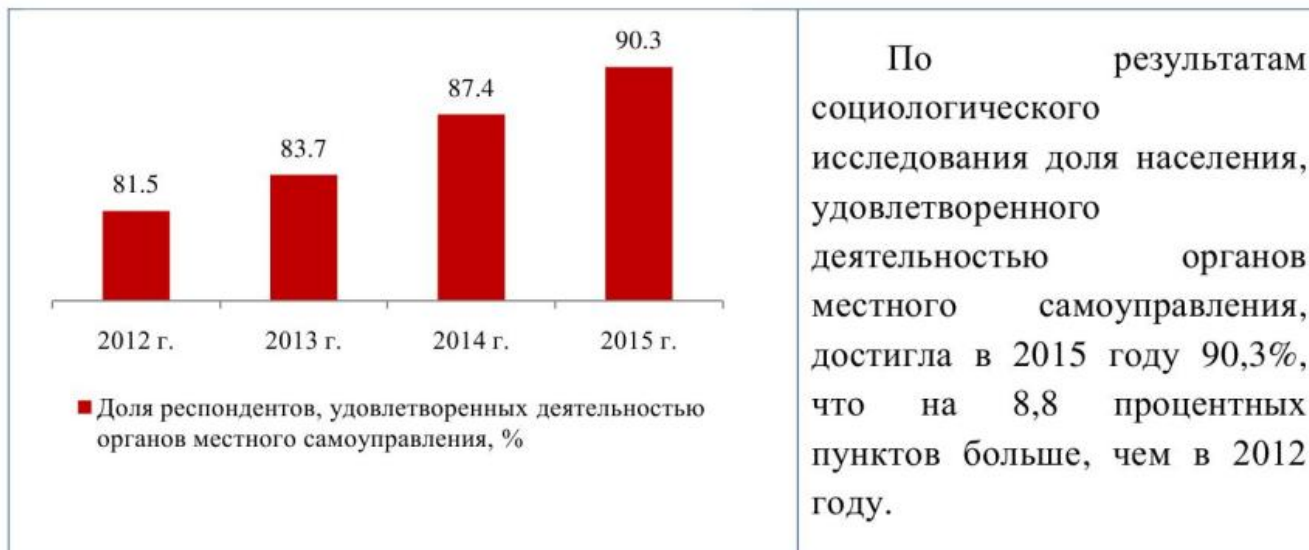 90.3
87.4
83.7
81.5
2012 г.
2013 г.
2014 г.
2015 г.
Доля респондентов, удовлетворенных деятельностью
органов местного самоуправления, %
По результатам
социологического
исследования доля населения,
удовлетворенного
деятельностью органов
местного самоуправления,
достигла в 2015 году 90,3%,
что на 8,8 процентных
пунктов больше, чем в 2012
году.